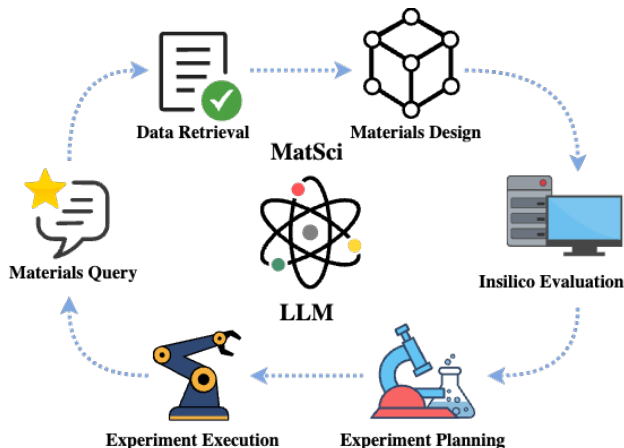 Data Retrieval
Materials Design
MatSci
Materials Query
Insilico Evaluation
LLM
Experiment Execution
Experiment Planning